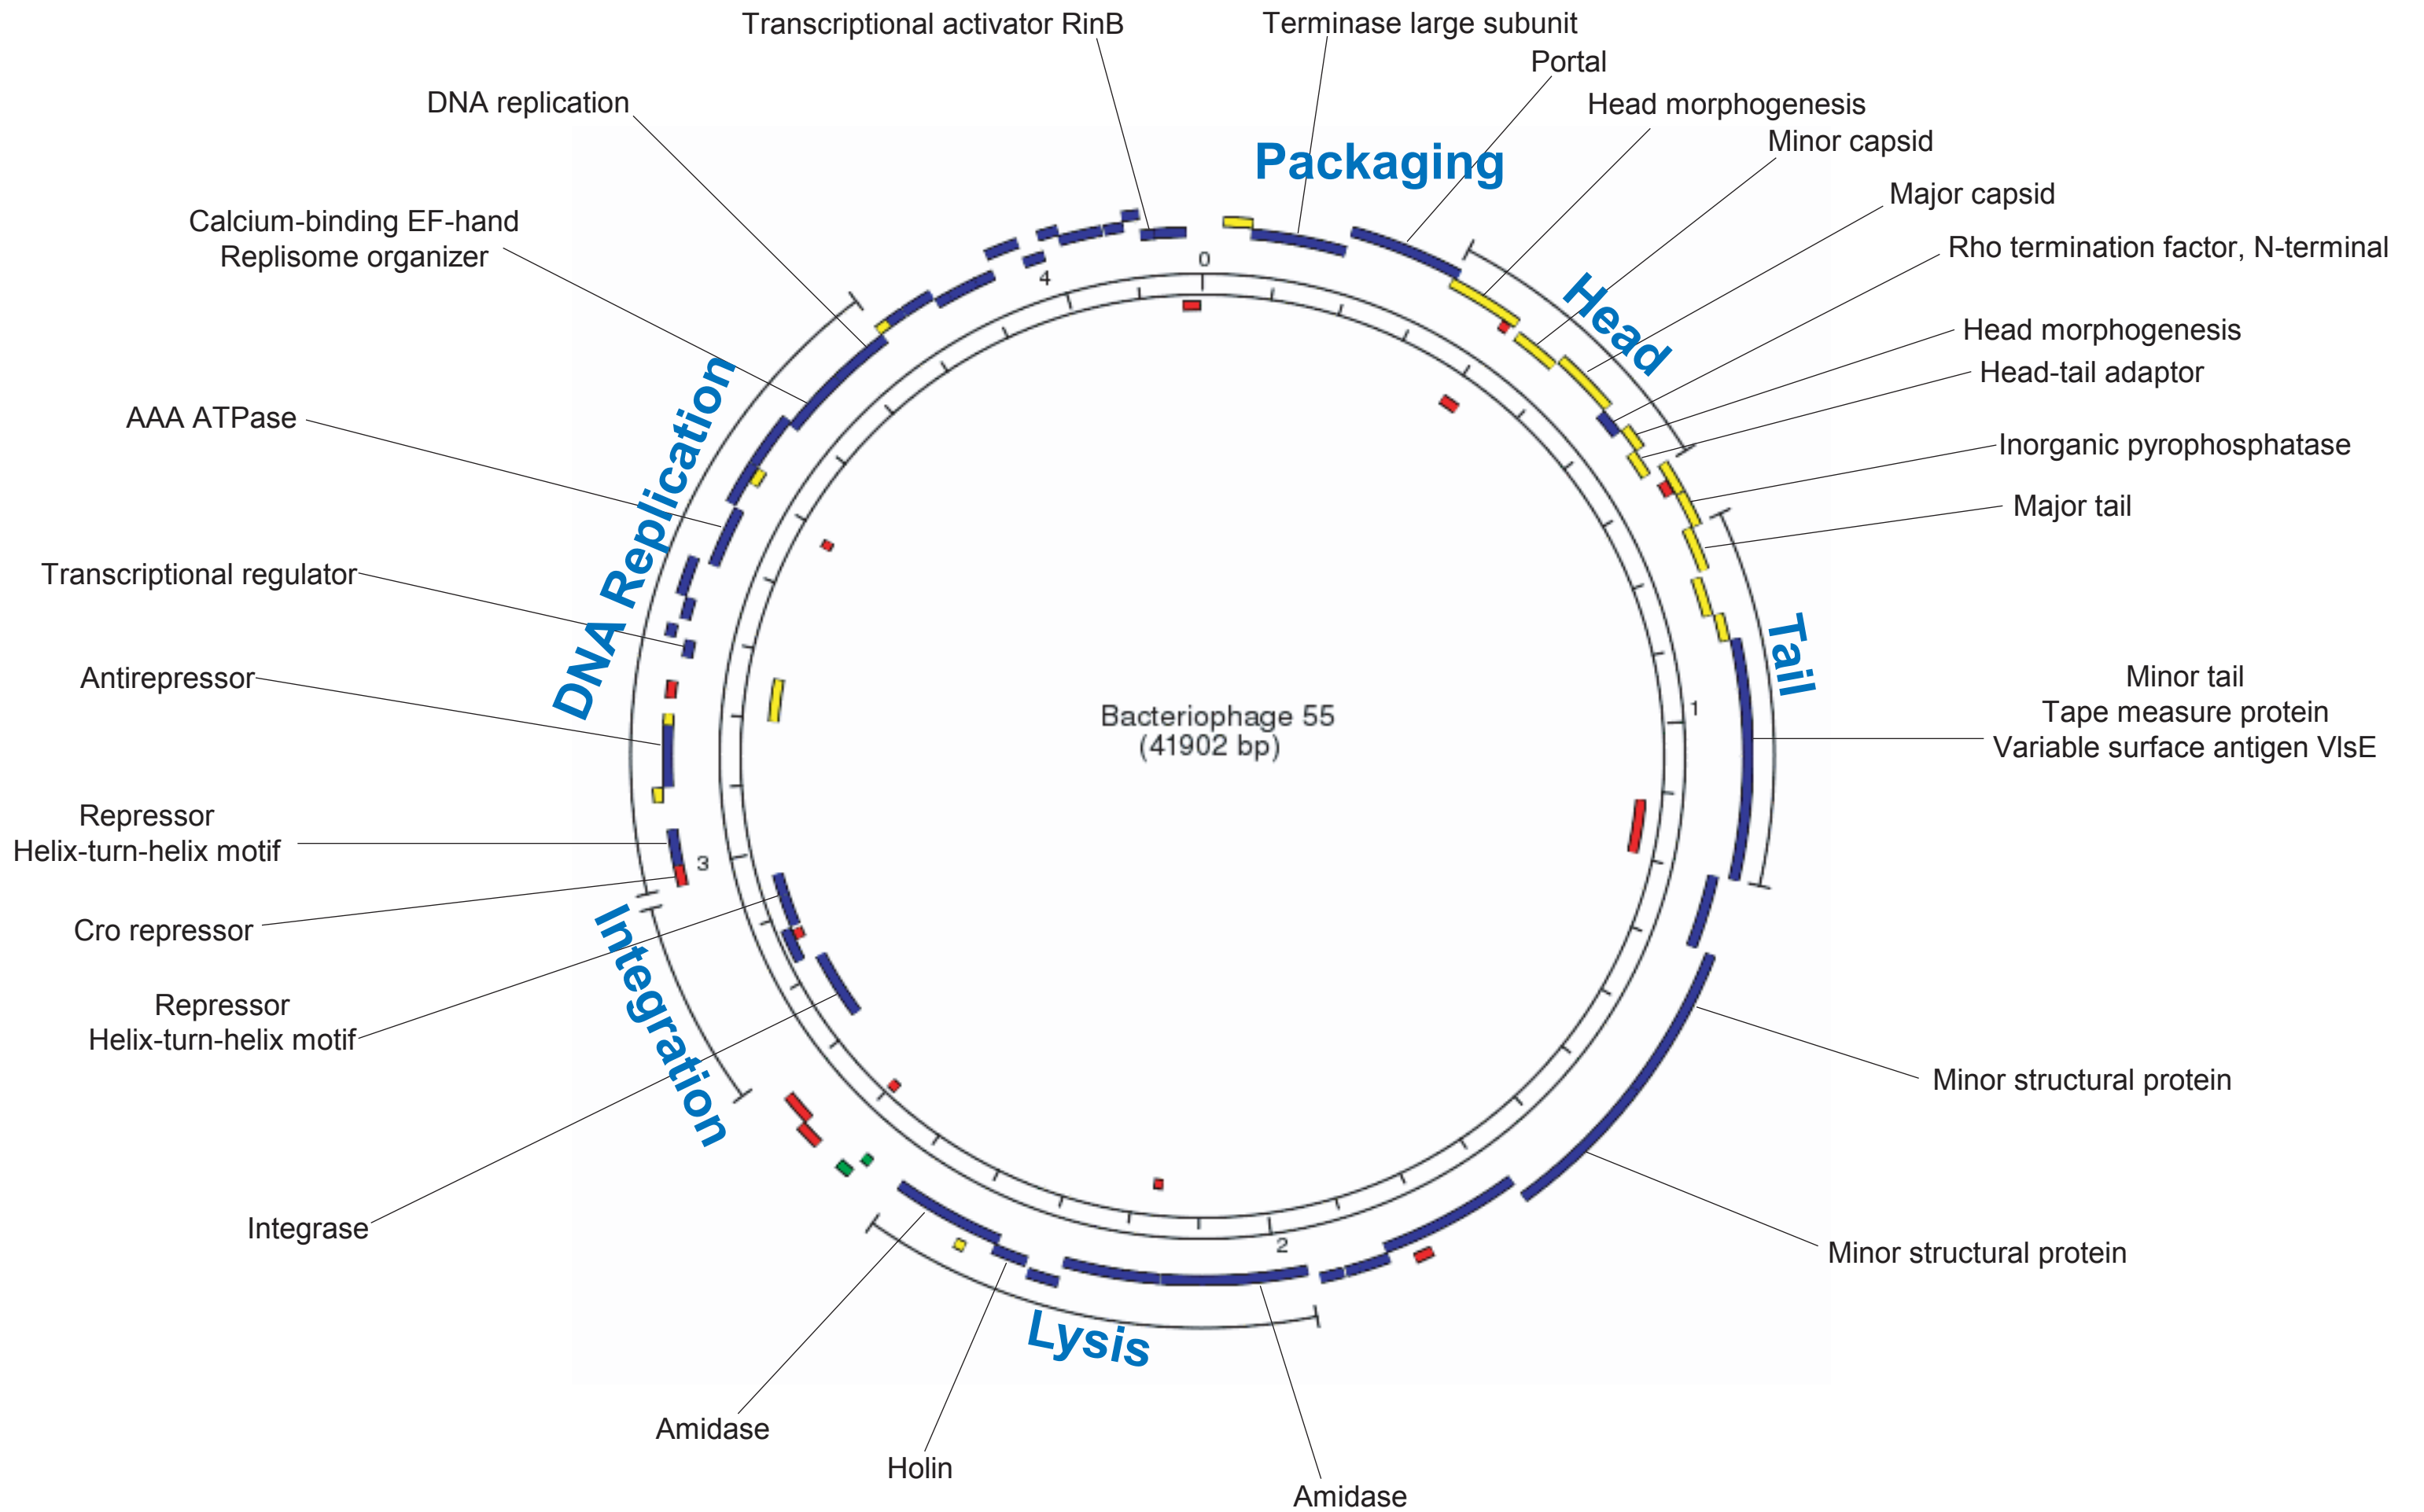 Transcriptional activator RinB
Terminase large subunit
Portal
DNA replication
Head morphogenesis
Minor capsid
Packaging
Major capsid
Calcium-binding EF-hand
Replisome organizer
Rho termination factor, N-terminal
0
4
Head
Head morphogenesis
Head-tail adaptor
AAA ATPase
Inorganic pyrophosphatase
Major tail
DNA Replication
Transcriptional regulator
Tail
Antirepressor
Minor tail
Tape measure protein
Variable surface antigen VlsE
1
Bacteriophage 55
(41902 bp)
Repressor
Helix-turn-helix motif
3
Cro repressor
Integration
Repressor
Helix-turn-helix motif
Minor structural protein
Integrase
2
Minor structural protein
Lysis
Amidase
Holin
Amidase